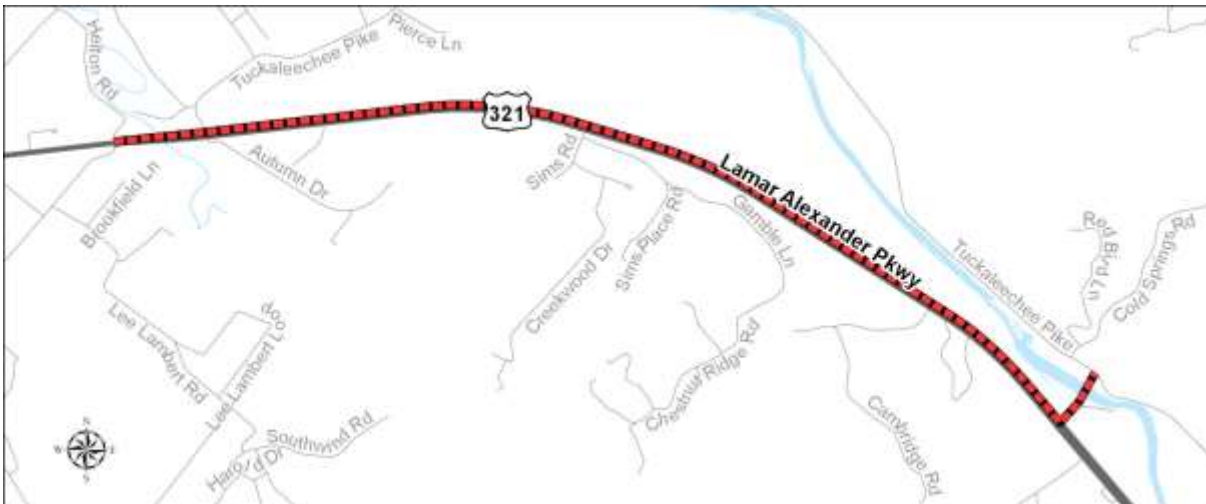 Helton Rd
Tuckaleechee Pike
Pierce Ln
321
Autumn Dr
Brookfield Ln
Sims Rd
Lamar Alexander Pkwy
Sims Place Rd
Gamble Ln
Creekwood Dr
Tuckaleechee Pike
Red Bird Ln
Cold Springs Rd
Lee Lambert Rd
Lee Lambert Loop
Chestnut Ridge Rd
Cambridge Rd
Southwind Rd
Harold Dr
N
S